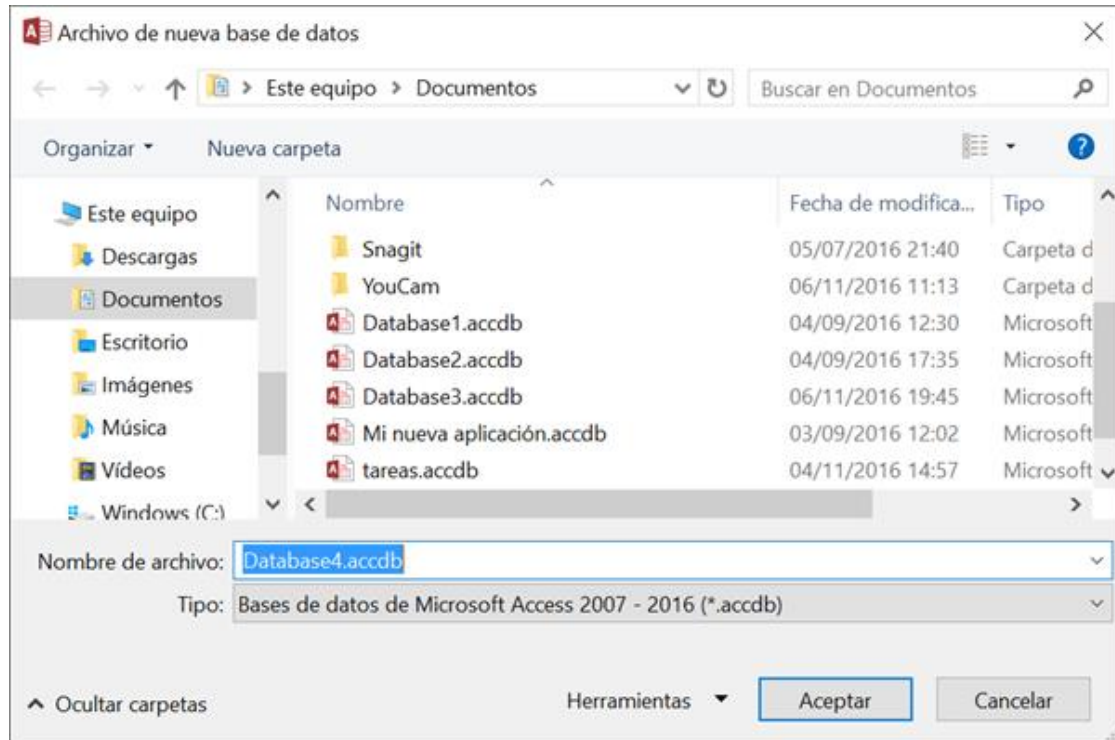 Archivo de nueva base de datos
Este equipo > Documentos
Buscar en Documentos
Organizar
Nueva carpeta
Nombre Fecha de modifica... Tipo
Este equipo
Descargas
Documentos
Escritorio
Imágenes
Música
Vídeos
Windows (C:)
Snagit 05/07/2016 21:40 Carpeta d
YouCam 06/11/2016 11:13 Carpeta d
Database1.accdb 04/09/2016 12:30 Microsoft
Database2.accdb 04/09/2016 17:35 Microsoft
Database3.accdb 06/11/2016 19:45 Microsoft
Mi nueva aplicación.accdb 03/09/2016 12:02 Microsoft
tareas.accdb 04/11/2016 14:57 Microsoft
Nombre de archivo: Database4.accdb
Tipo: Bases de datos de Microsoft Access 2007 - 2016 (*.accdb)
Ocultar carpetas
Herramientas
Aceptar
Cancelar